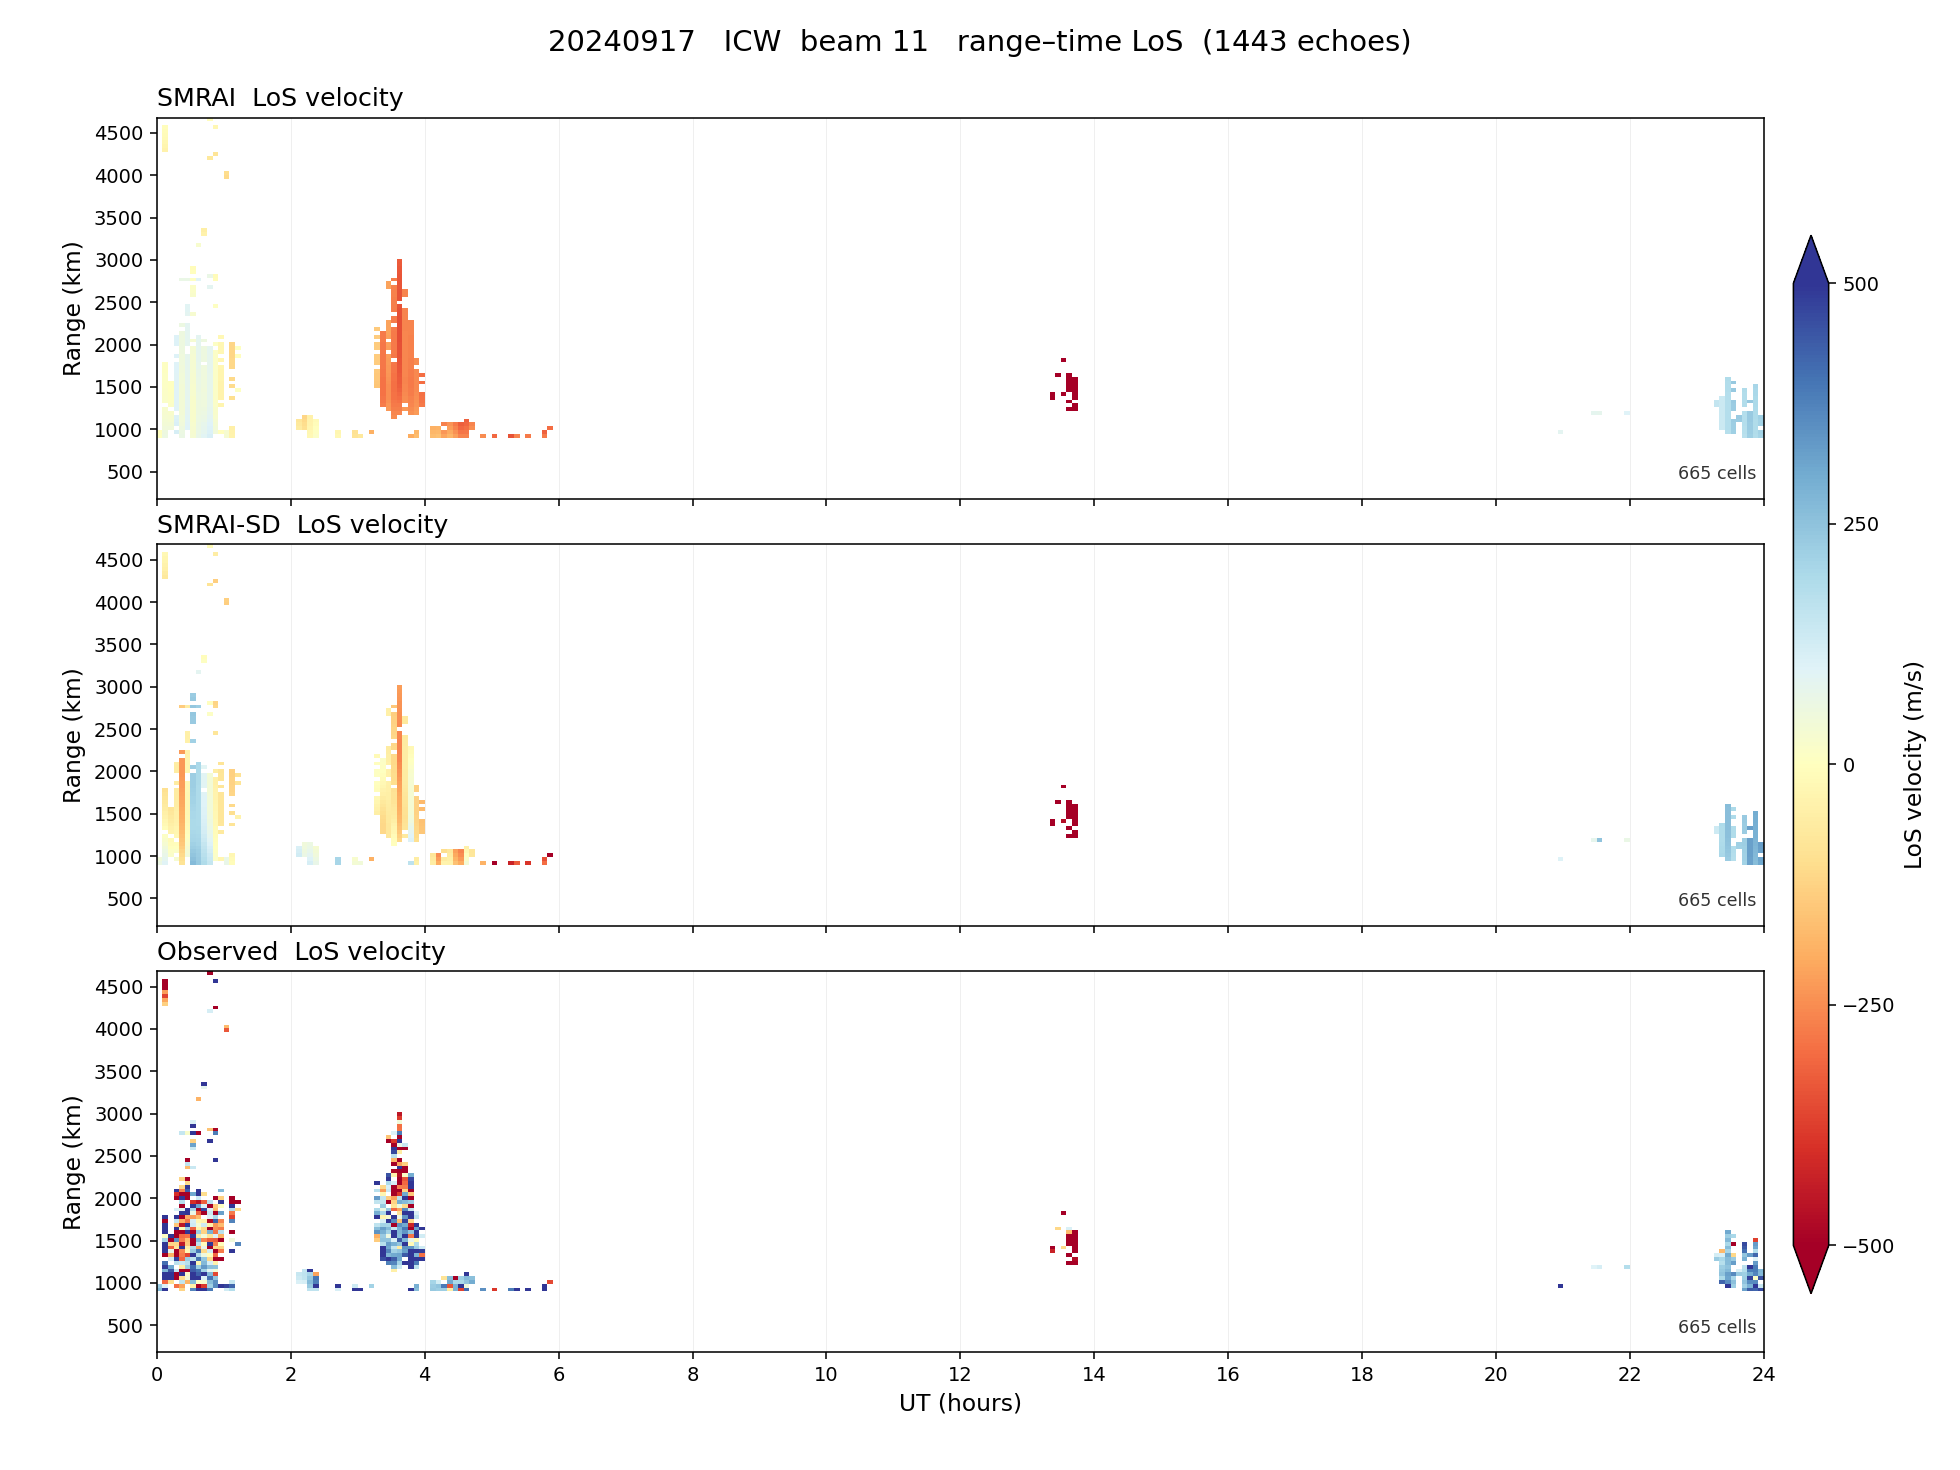 20240917   ICW  beam 11   range–time LoS  (1443 echoes)
SMRAI  LoS velocity
4500
4000
3500
3000
2500
2000
1500
1000
500
Range (km)
665 cells
SMRAI-SD  LoS velocity
4500
4000
3500
3000
2500
2000
1500
1000
500
Range (km)
665 cells
Observed  LoS velocity
4500
4000
3500
3000
2500
2000
1500
1000
500
Range (km)
665 cells
0 2 4 6 8 10 12 14 16 18 20 22 24
UT (hours)
500
250
0
−250
−500
LoS velocity (m/s)